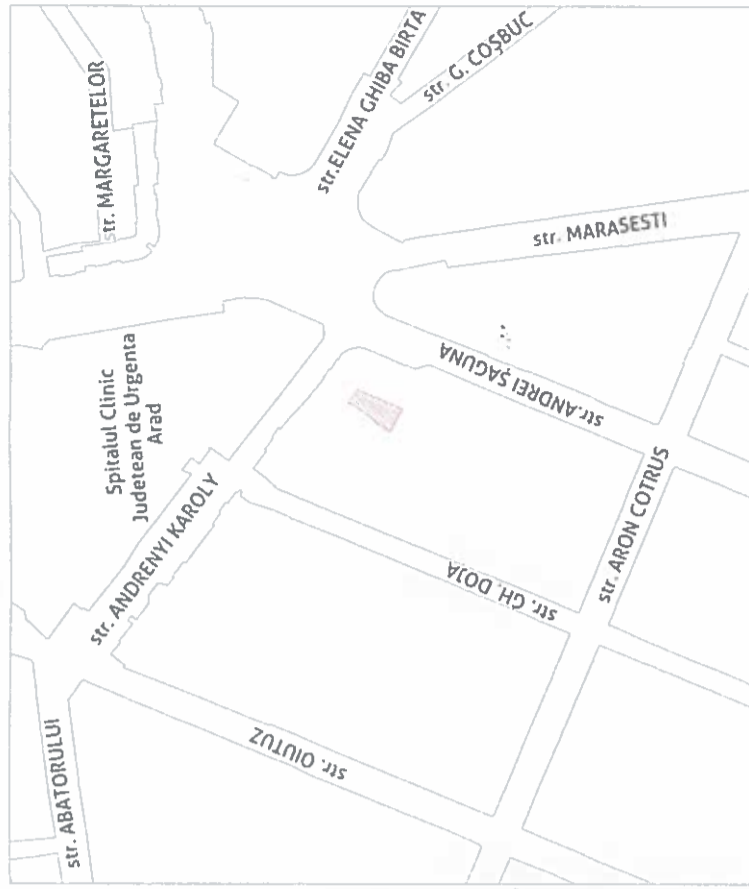 str. MARGARETELOR
str.ELENA GHIBA BIRTA
str. G. COȘBUC
str. MARASESTI
Spitalul Clinic
Judetean de Urgenta
Arad
str.ANDREI ȘAGUNA
str. ANDRENYI KAROLY
str. ARON COTRUS
str. GH. DOJA
str. OIUTUZ
str. ABATORULUI